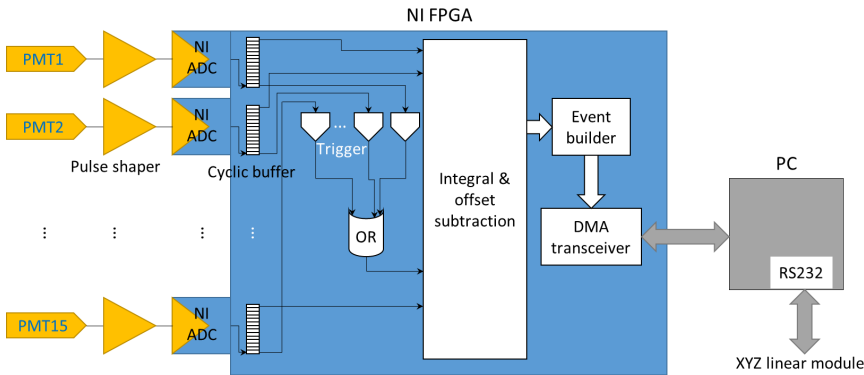 NI FPGA
PMT1
NI
ADC
PMT2
NI
ADC
Pulse shaper
Cyclic buffer
...
Trigger
OR
Integral &
offset
subtraction
Event
builder
DMA
transceiver
PC
RS232
XYZ linear module
PMT15
NI
ADC